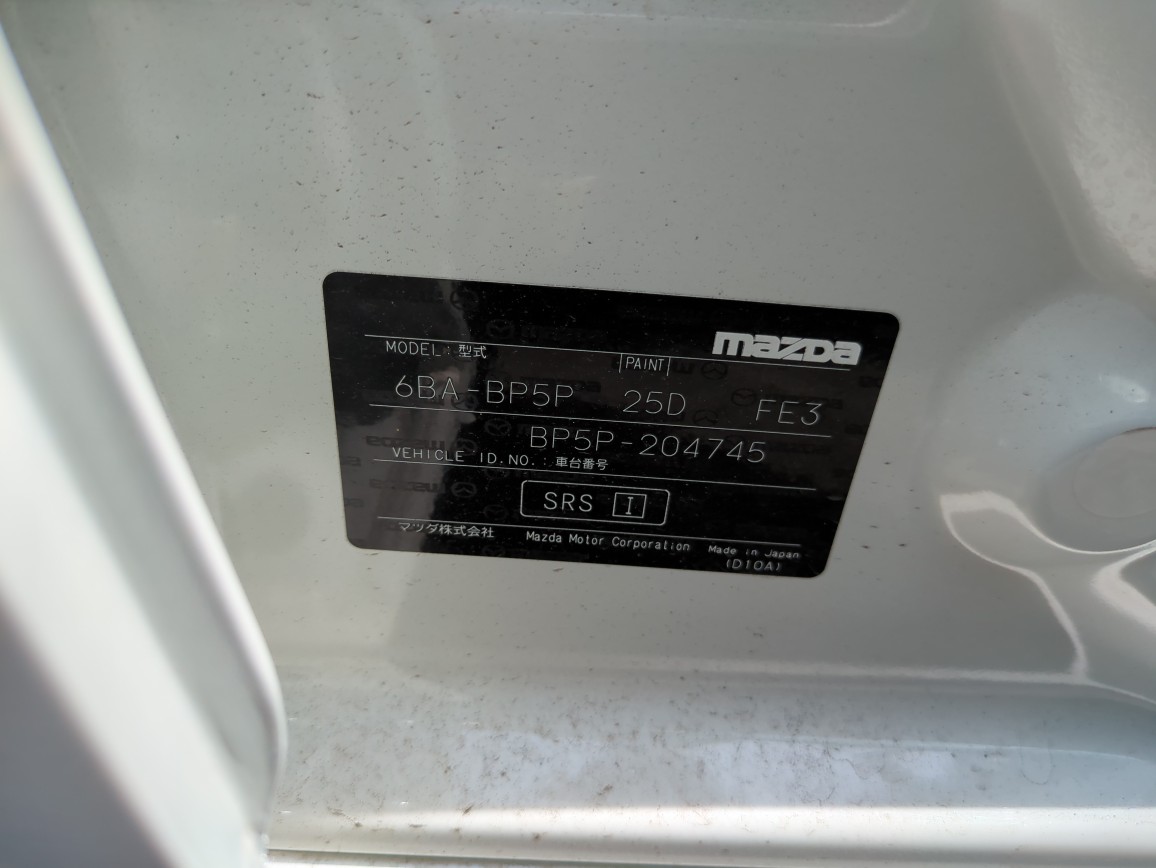 mazda
MODEL:型式 PAINT
6BA-BP5P 25D FE3
BP5P-204745
VEHICLE ID.NO.:車台番号
SRS I
マツダ株式会社 Mazda Motor Corporation Made in Japan
(D10A)